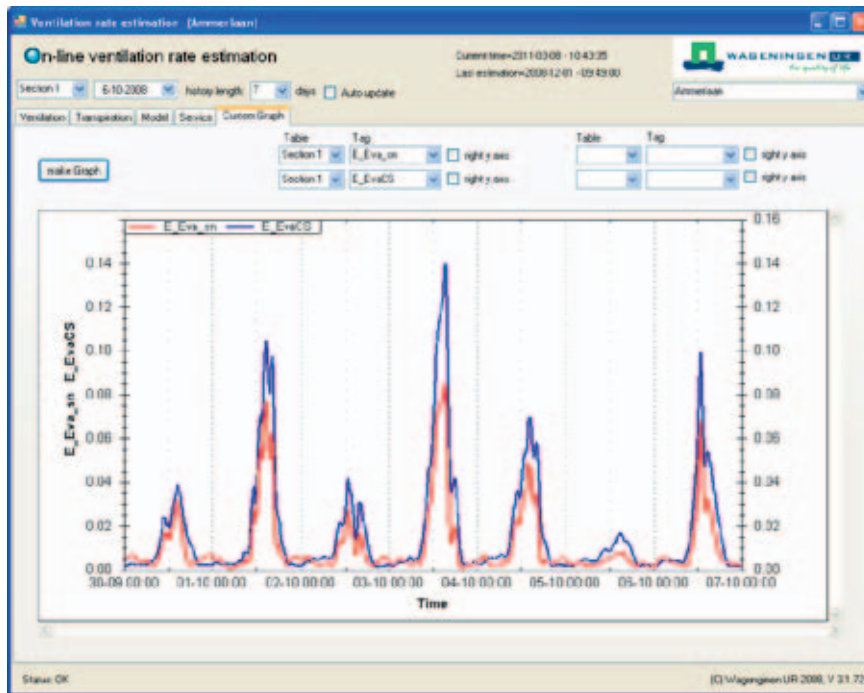 Ventilation rate estimation (Ammerlaan)
On-line ventilation rate estimation
Current time=2011-03-08 - 10:43:35
Last estimation=2008-12-01 - 09:49:00
WAGENINGEN UR
for quality of life
Section 1 6-10-2008 history length: 7 days Auto update
Ammerlaan
Ventilation Transpiration Model Service Custom Graph
Table Tag Table Tag
make Graph
Section 1 E_Eva_sn right y axis right y axis
Section 1 E_EvaCS right y axis right y axis
E_Eva_sn E_EvaCS
0.16
0.14 0.14
0.12 0.12
0.10 0.10
0.08 0.08
0.06 0.06
0.04 0.04
0.02 0.02
0.00 0.00
E_Eva_sn E_EvaCS
30-09 00:00 01-10 00:00 02-10 00:00 03-10 00:00 04-10 00:00 05-10 00:00 06-10 00:00 07-10 00:00
Time
Status: OK
(C) Wageningen UR 2008, V 3.1.72